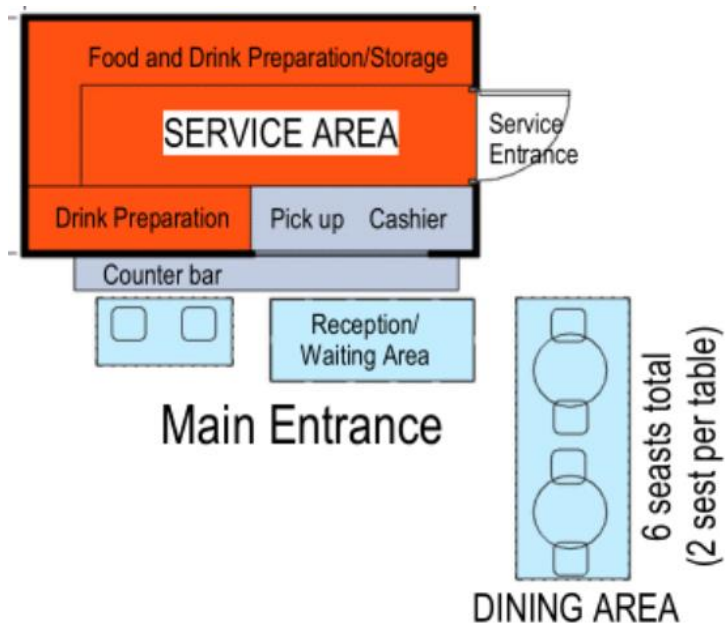 Food and Drink Preparation/Storage
SERVICE AREA
Service
Entrance
Drink Preparation
Pick up
Cashier
Counter bar
Reception/
Waiting Area
Main Entrance
6 seasts total
(2 sest per table)
DINING AREA